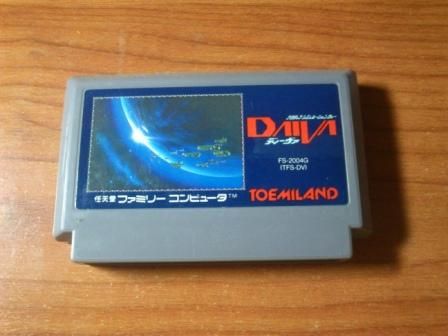 DAIVA
ディーヴァ
FS-2004G
(TFS-DV)
任天堂 ファミリー コンピュータ™
TOEMILAND